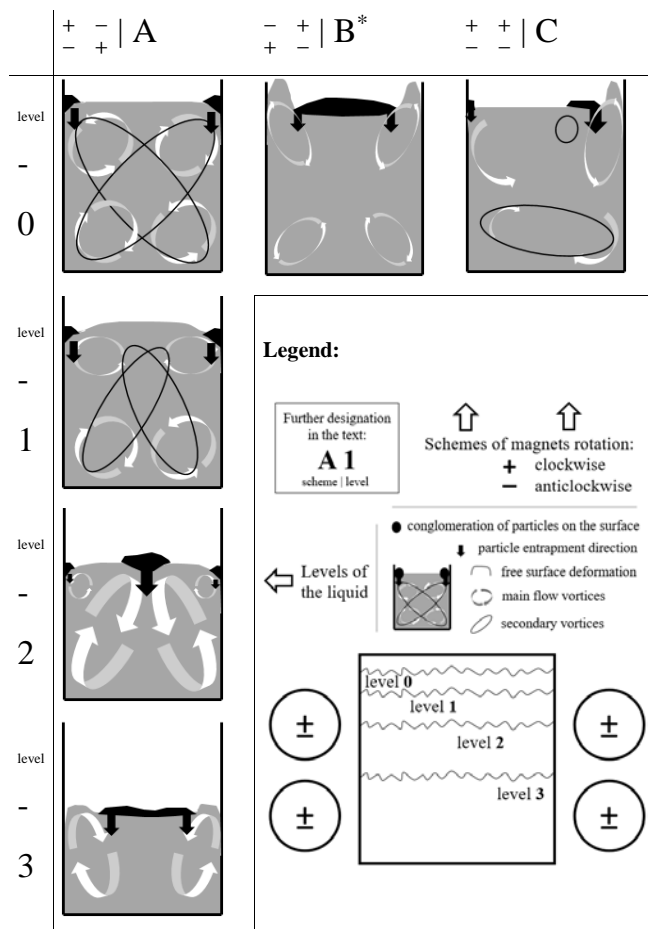 + − | A
− +
− + | B*
+ −
+ + | C
− −
level
-
0
level
-
1
level
-
2
level
-
3
Legend:
Further designation
in the text:
A 1
scheme | level
Schemes of magnets rotation:
+ clockwise
− anticlockwise
Levels of
the liquid
conglomeration of particles on the surface
particle entrapment direction
free surface deformation
main flow vortices
secondary vortices
level 0
level 1
level 2
level 3
± ±
± ±